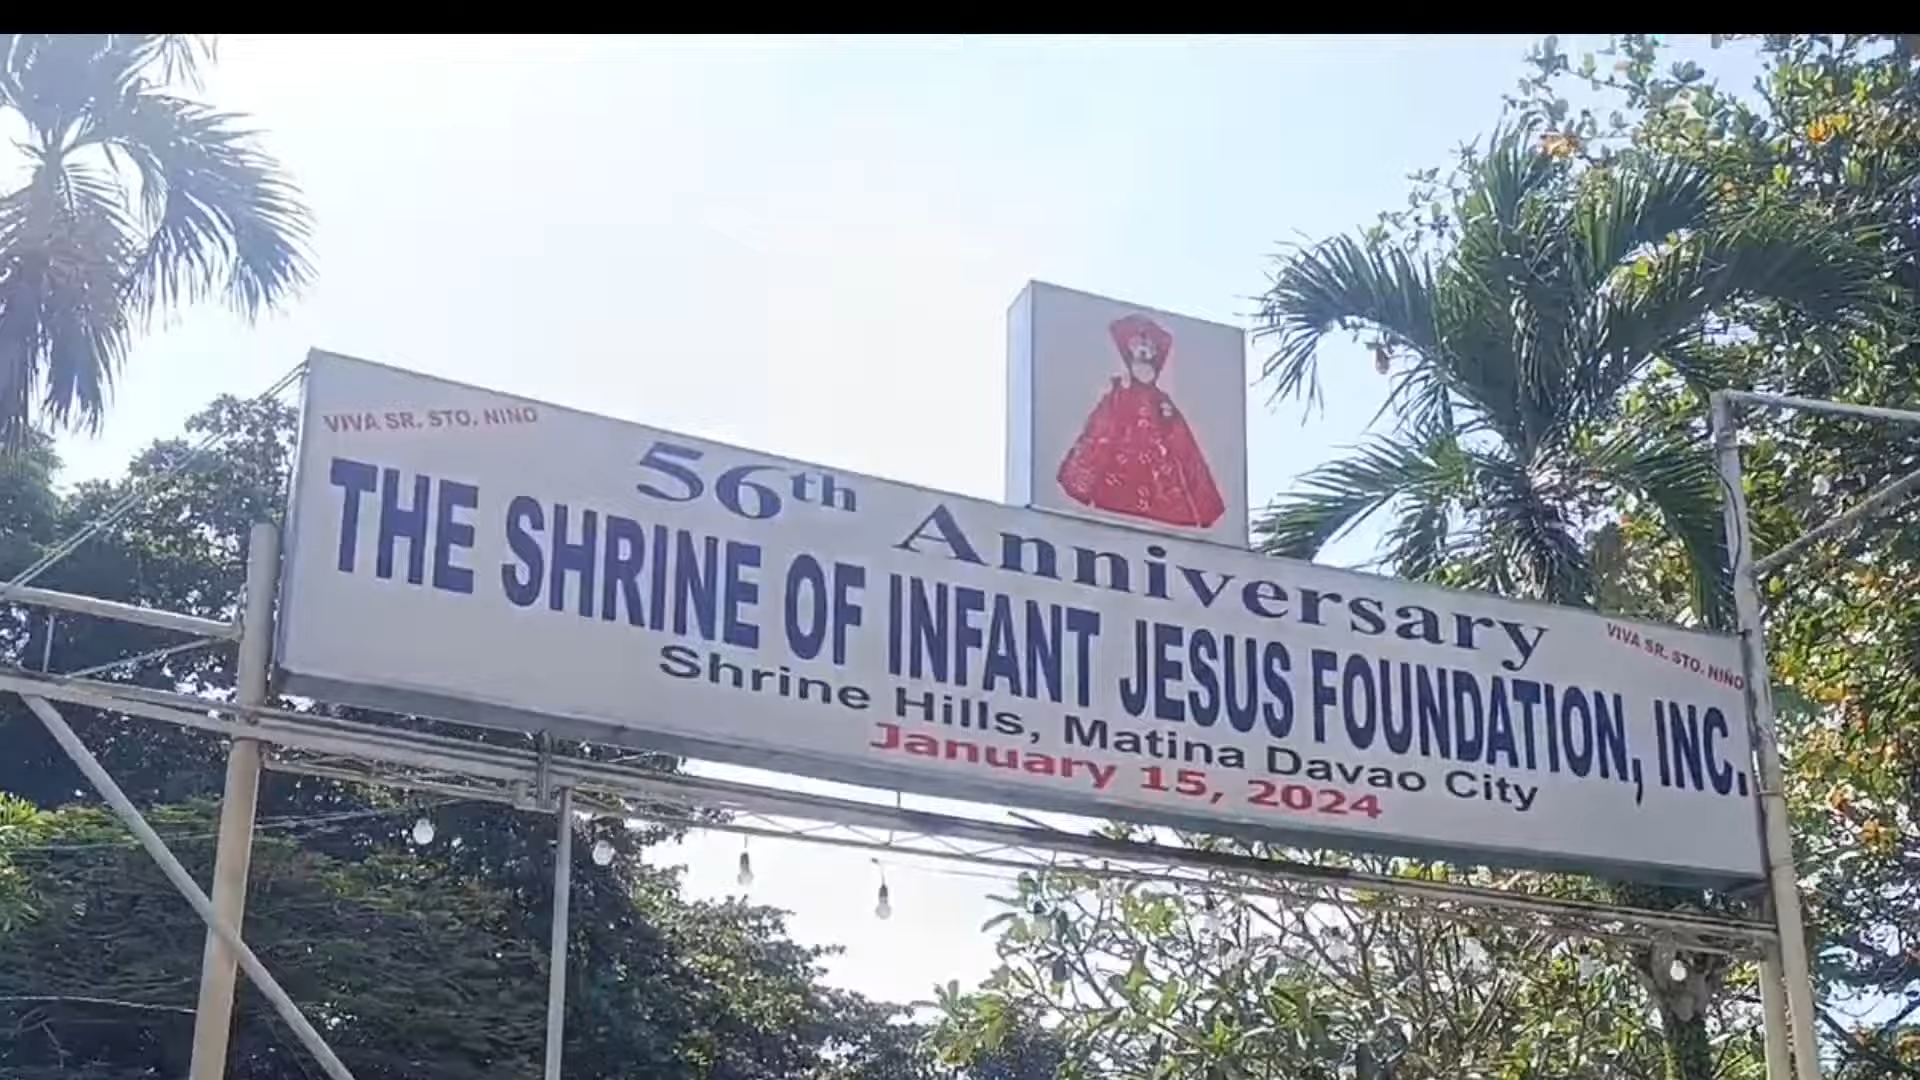 VIVA SR. STO. NINO
56th Anniversary
VIVA SR. STO. NIÑO
THE SHRINE OF INFANT JESUS FOUNDATION, INC.
Shrine Hills, Matina Davao City
January 15, 2024